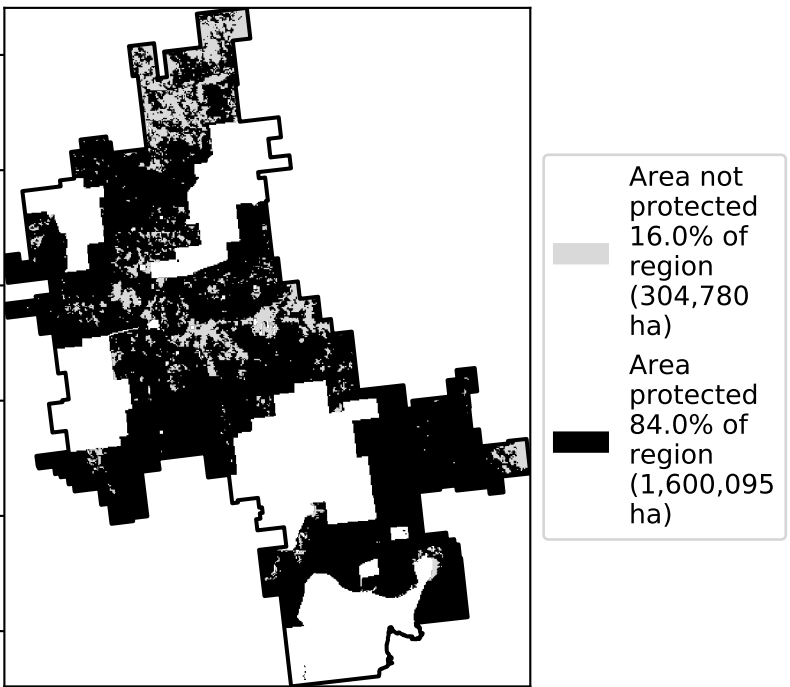 Area not
protected
16.0% of
region
(304,780
ha)
Area
protected
84.0% of
region
(1,600,095
ha)